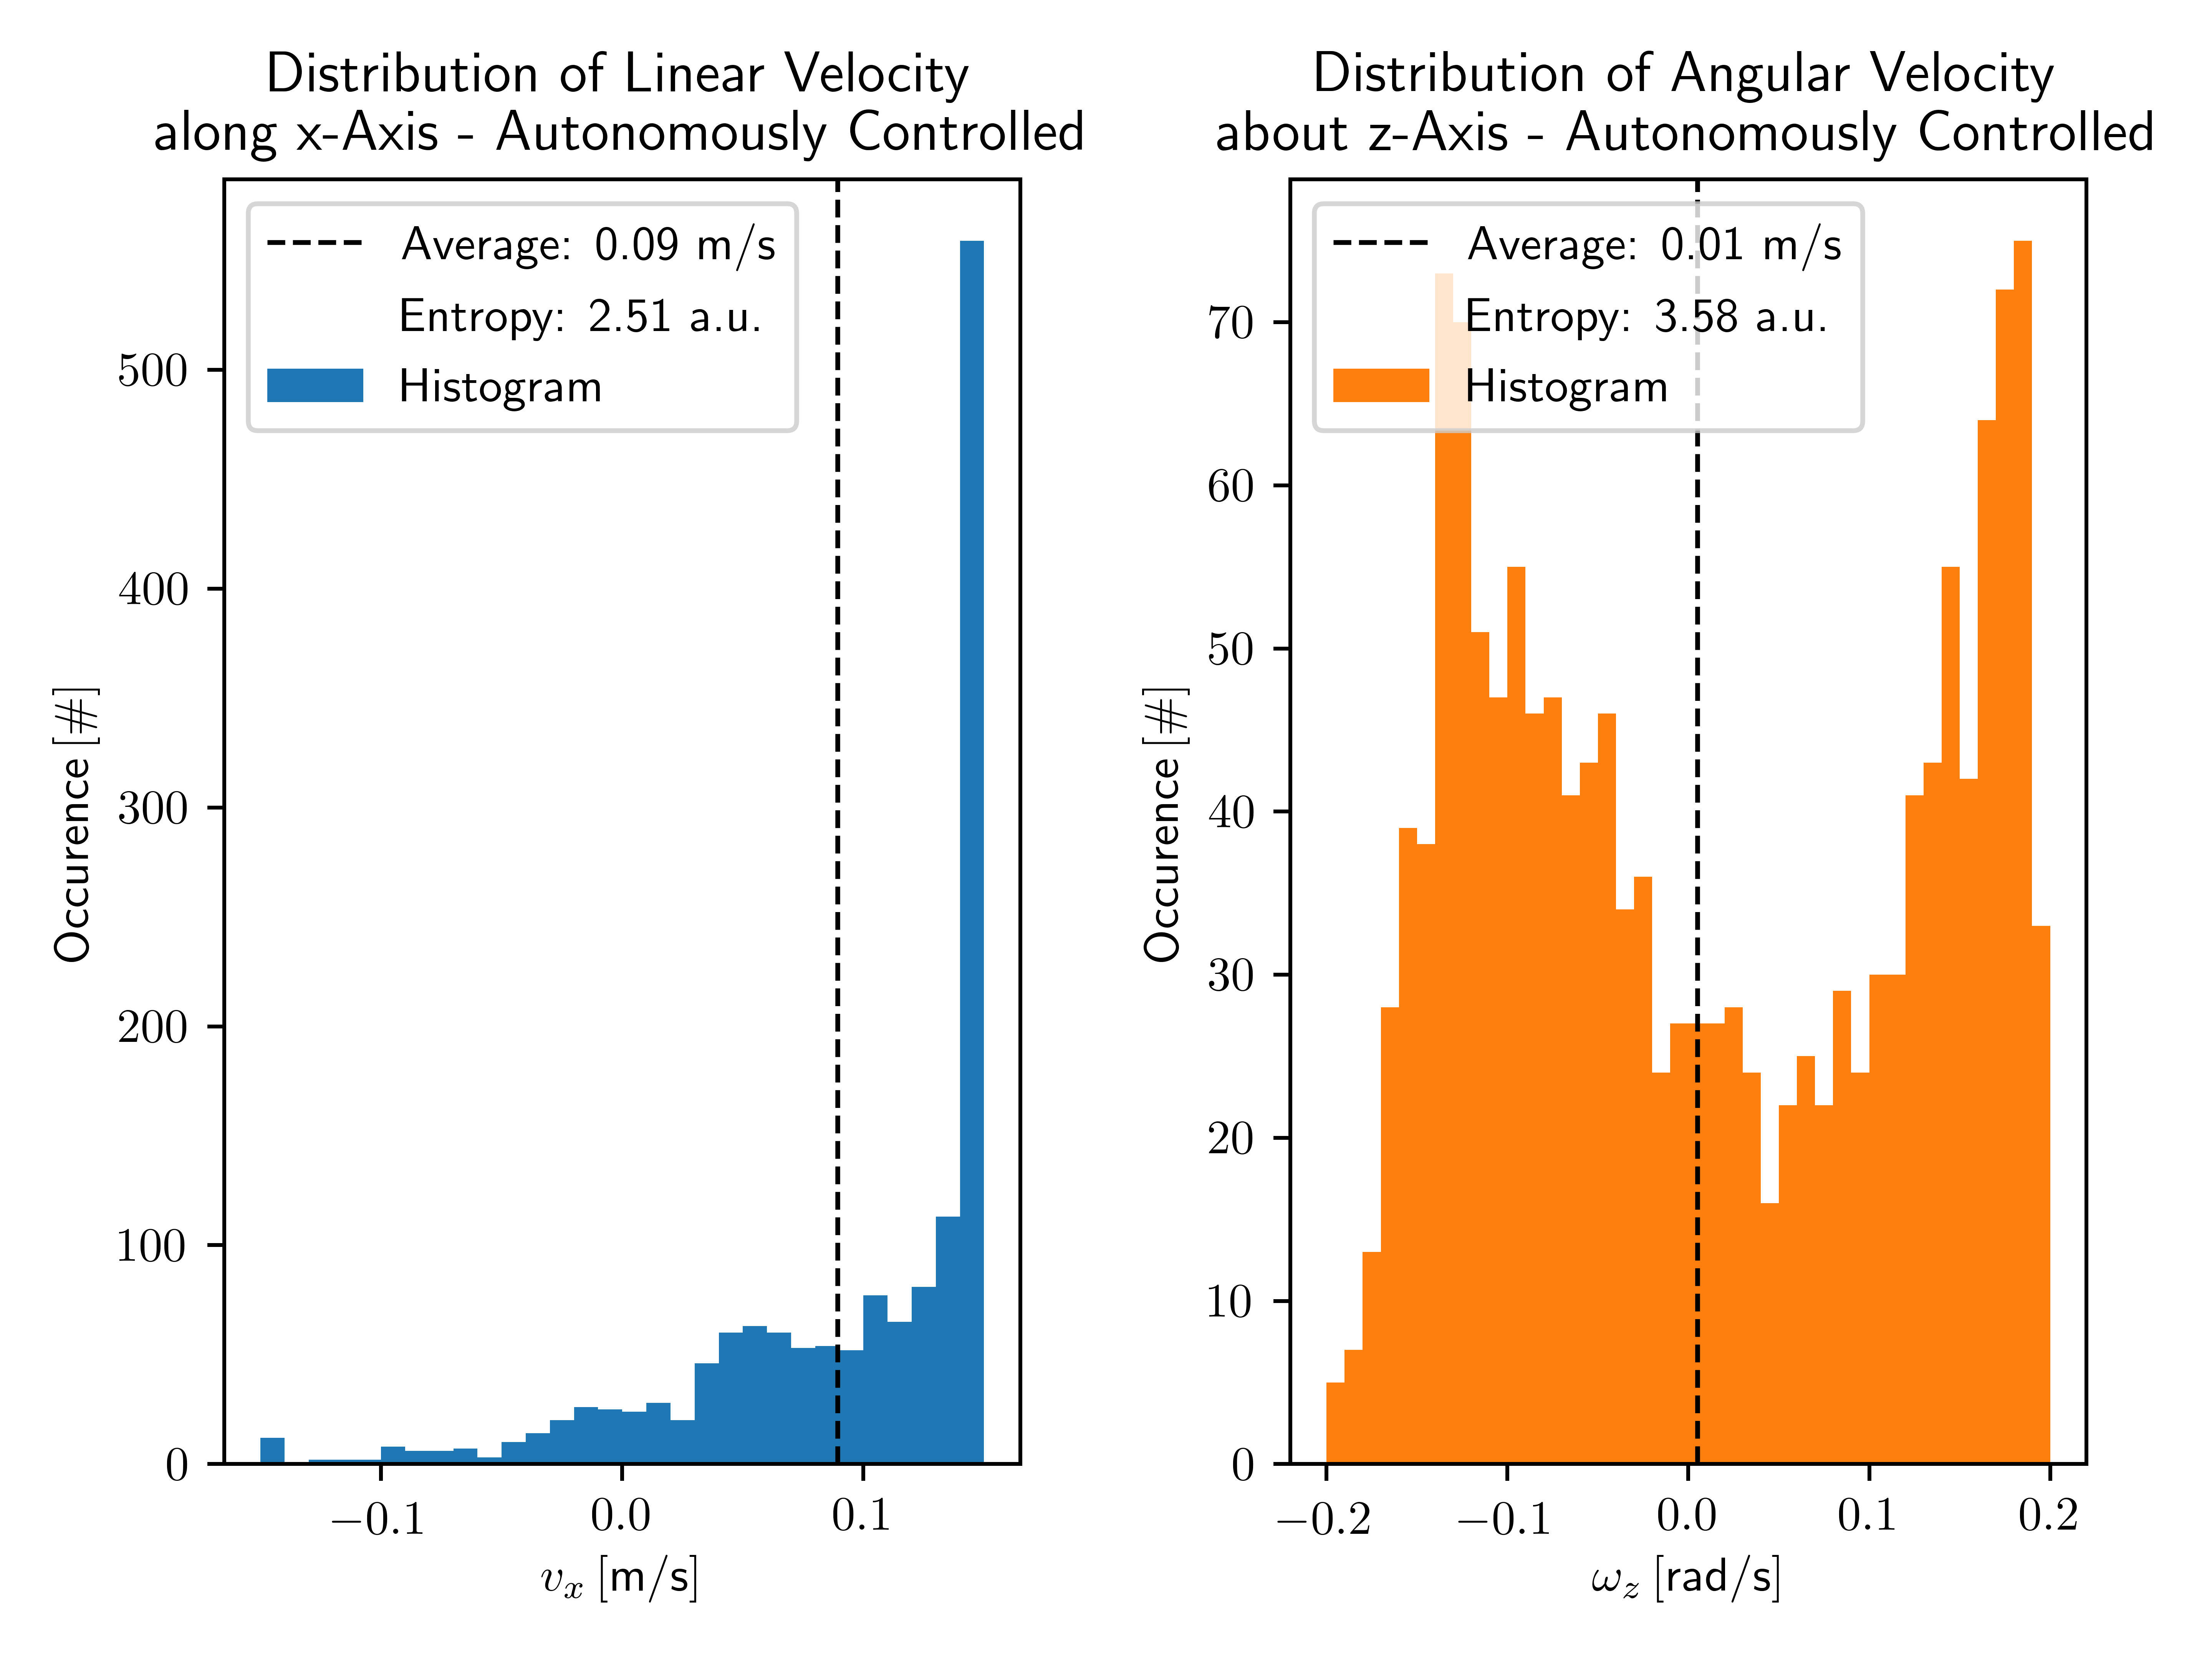 Distribution of Linear Velocity
along x-Axis - Autonomously Controlled
Average: 0.09 m/s
Entropy: 2.51 a.u.
Histogram
Occurence [#]
500
400
300
200
100
0
−0.1 0.0 0.1
v_x [m/s]
Distribution of Angular Velocity
about z-Axis - Autonomously Controlled
Average: 0.01 m/s
Entropy: 3.58 a.u.
Histogram
Occurence [#]
70
60
50
40
30
20
10
0
−0.2 −0.1 0.0 0.1 0.2
ω_z [rad/s]